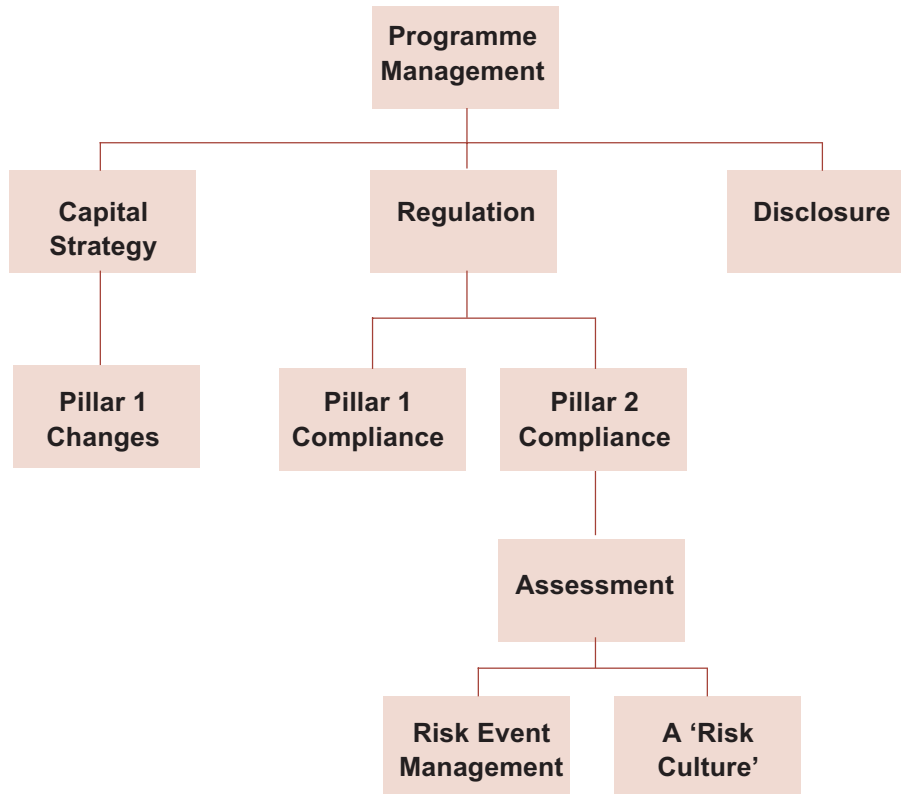 Programme
Management
Capital
Strategy
Regulation
Disclosure
Pillar 1
Changes
Pillar 1
Compliance
Pillar 2
Compliance
Assessment
Risk Event
Management
A ‘Risk
Culture’